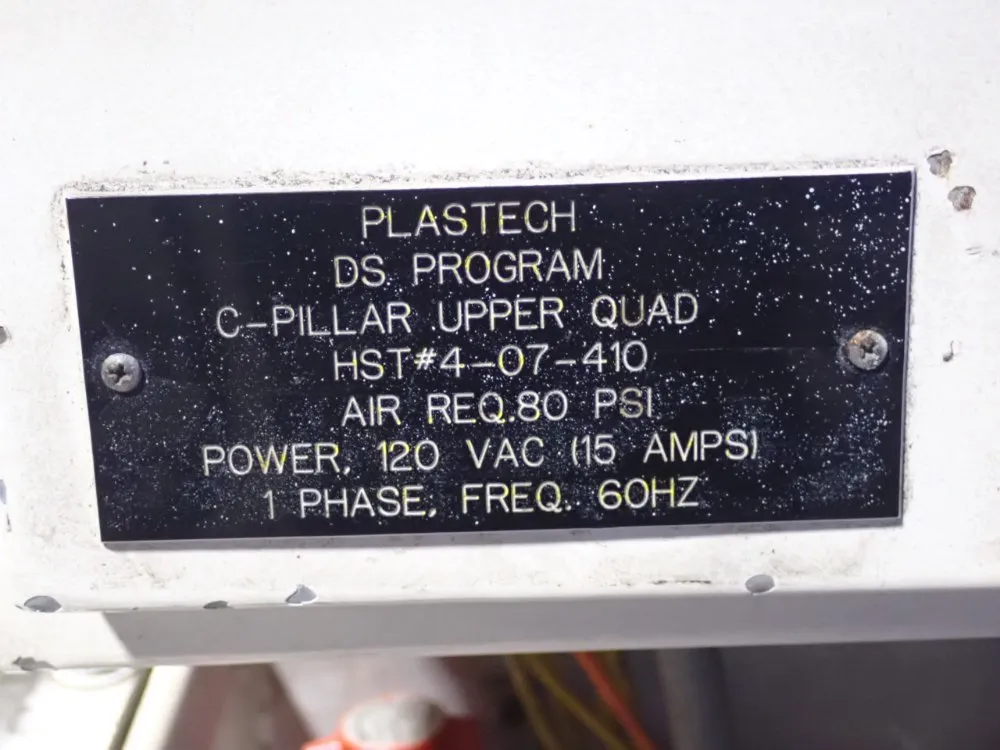 PLASTECH
DS PROGRAM
C-PILLAR UPPER QUAD
HST#4-07-410
AIR REQ.80 PSI
POWER, 120 VAC (15 AMPS)
1 PHASE, FREQ. 60HZ